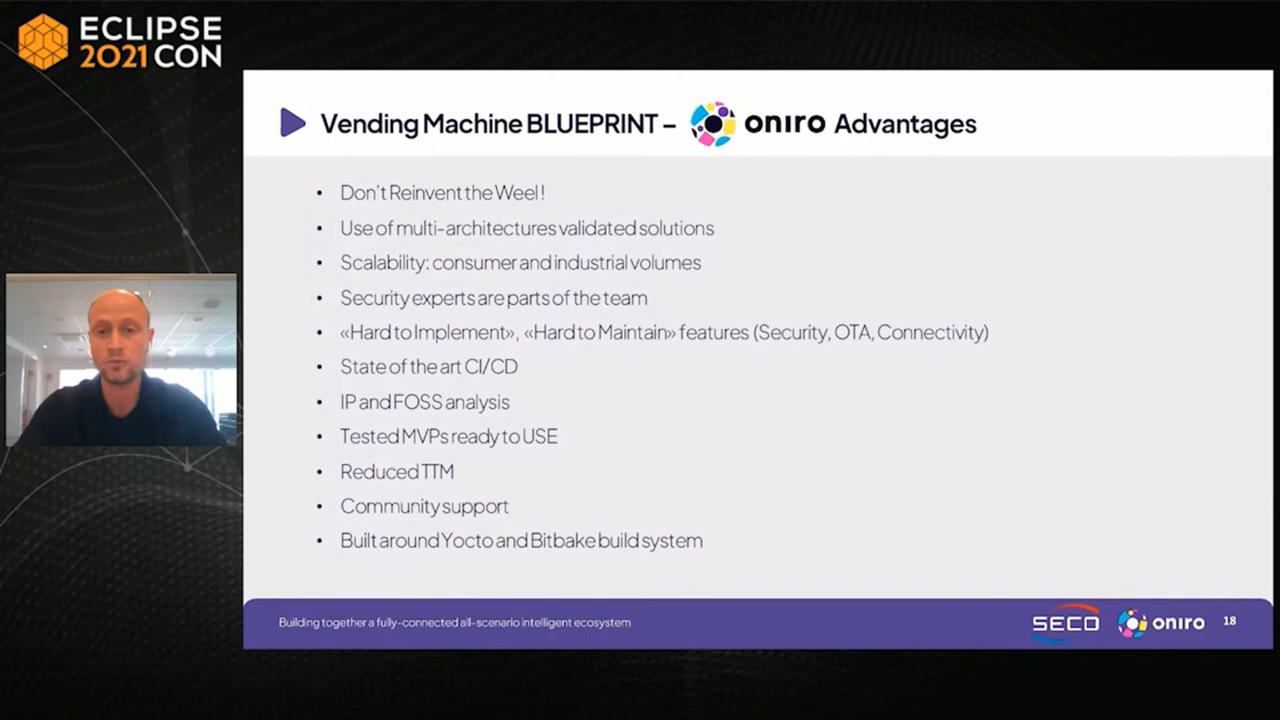 ECLIPSE
2021 CON
Vending Machine BLUEPRINT – oniro Advantages
• Don't Reinvent the Weel !
• Use of multi-architectures validated solutions
• Scalability: consumer and industrial volumes
• Security experts are parts of the team
• «Hard to Implement», «Hard to Maintain» features (Security, OTA, Connectivity)
• State of the art CI/CD
• IP and FOSS analysis
• Tested MVPs ready to USE
• Reduced TTM
• Community support
• Built around Yocto and Bitbake build system
Building together a fully-connected all-scenario intelligent ecosystem
SECO oniro 18